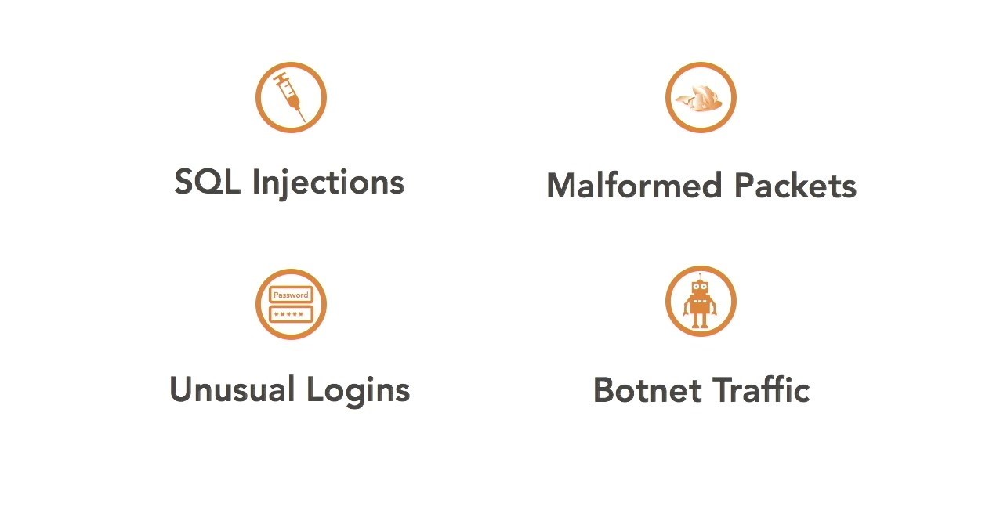 SQL Injections
Malformed Packets
Password
*****
Unusual Logins
Botnet Traffic